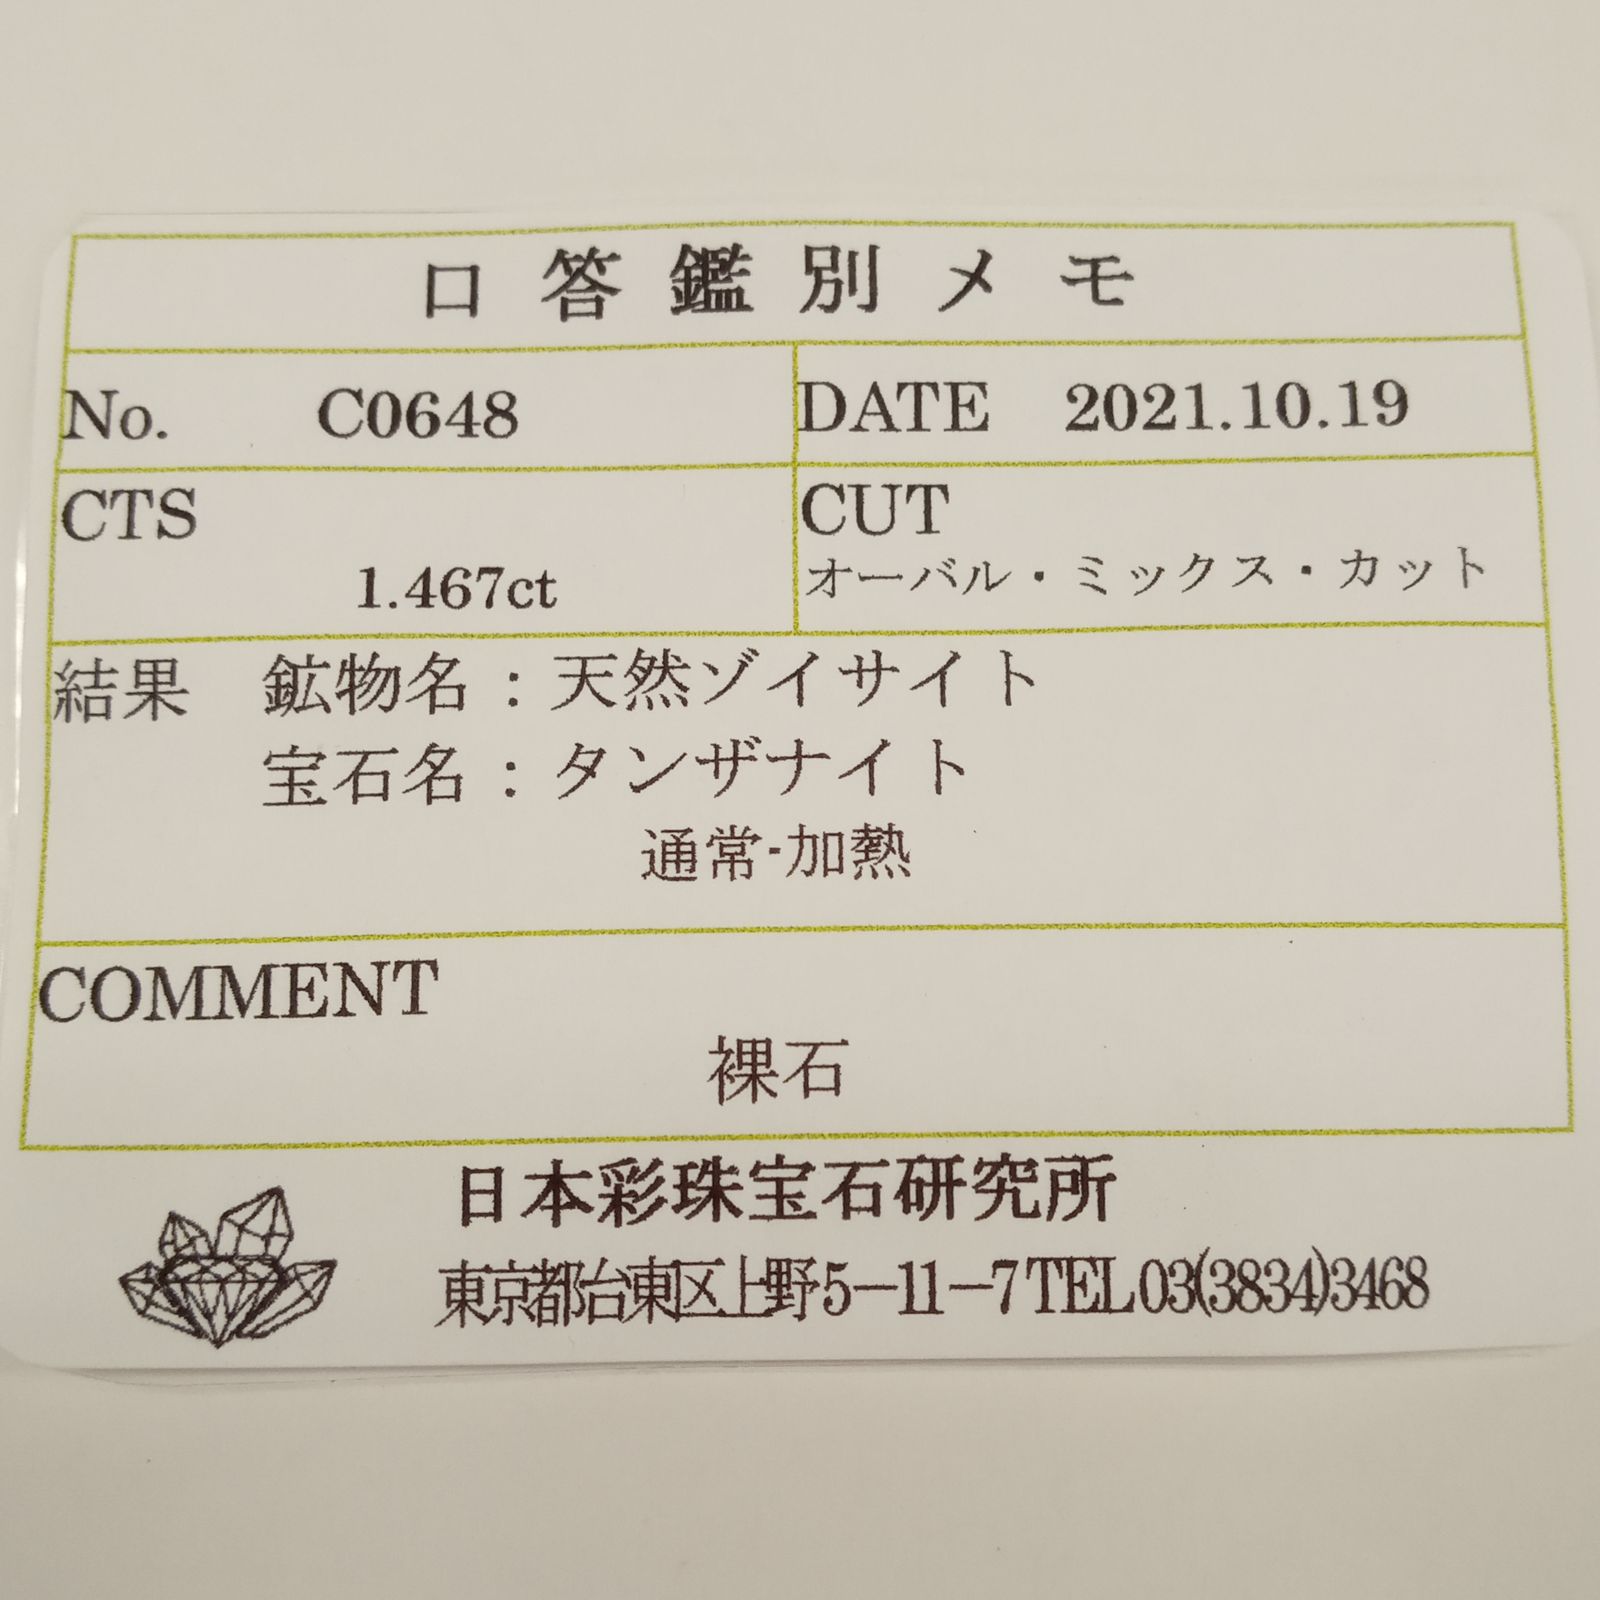 口答鑑別メモ
No. C0648 DATE 2021.10.19
CTS CUT
1.467ct オーバル・ミックス・カット
結果 鉱物名：天然ゾイサイト
宝石名：タンザナイト
通常-加熱
COMMENT
裸石
日本彩珠宝石研究所
東京都台東区上野5－11－7 TEL 03(3834)3468